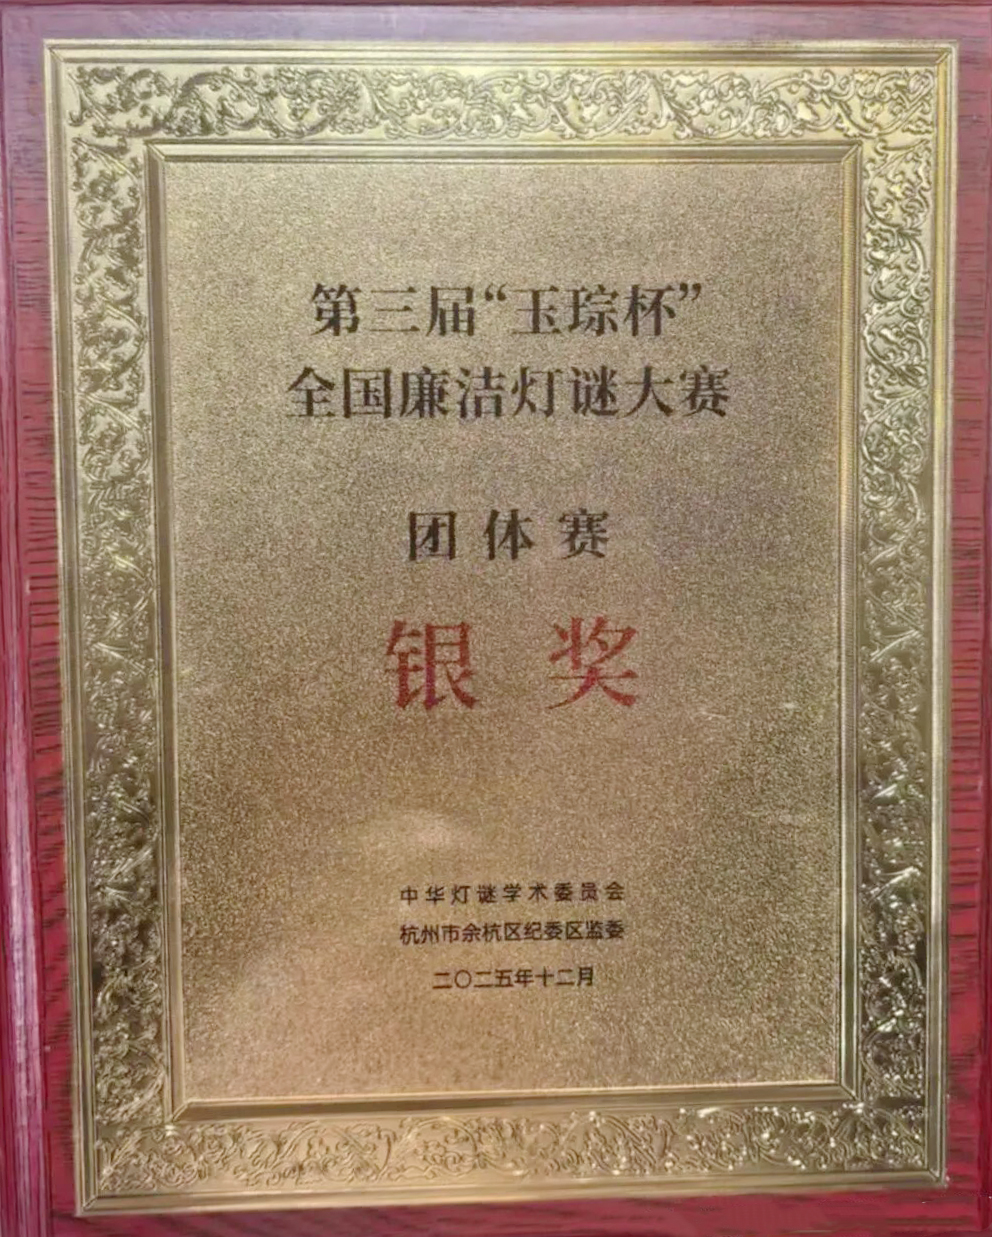 第三届“玉琮杯”
全国廉洁灯谜大赛
团体赛
银奖
中华灯谜学术委员会
杭州市余杭区纪委区监委
二〇二五年十二月